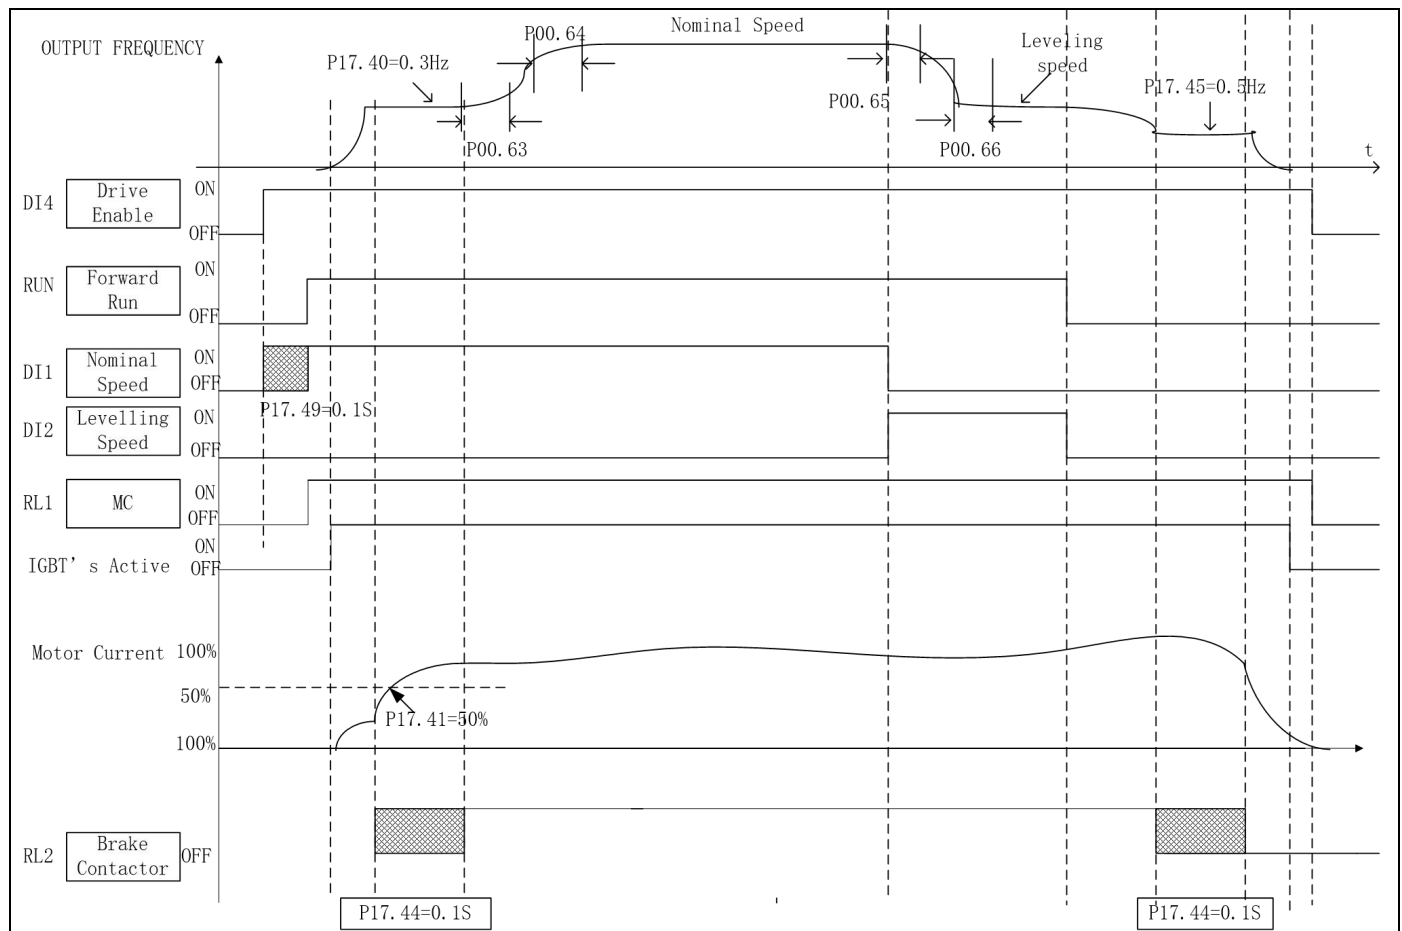 Nominal Speed
P00.64
OUTPUT FREQUENCY
P17.40=0.3Hz
Leveling
speed
P17.45=0.5Hz
P00.65
P00.63
P00.66
t
DI4
Drive
Enable
ON
OFF
RUN
Forward
Run
ON
OFF
DI1
Nominal
Speed
ON
OFF
P17.49=0.1S
DI2
Levelling
Speed
ON
OFF
RL1
MC
ON
OFF
IGBT's Active
ON
OFF
Motor Current
100%
50%
P17.41=50%
100%
RL2
Brake
Contactor
OFF
P17.44=0.1S
P17.44=0.1S